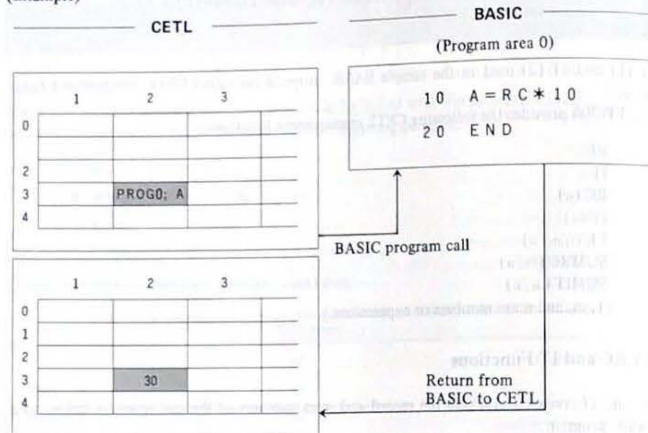 CETL
BASIC
(Program area 0)
10 A=RC*10
20 END
1 2 3
0
2
3 PROG0; A
4
BASIC program call
1 2 3
0
1
2
3 30
4
Return from
BASIC to CETL